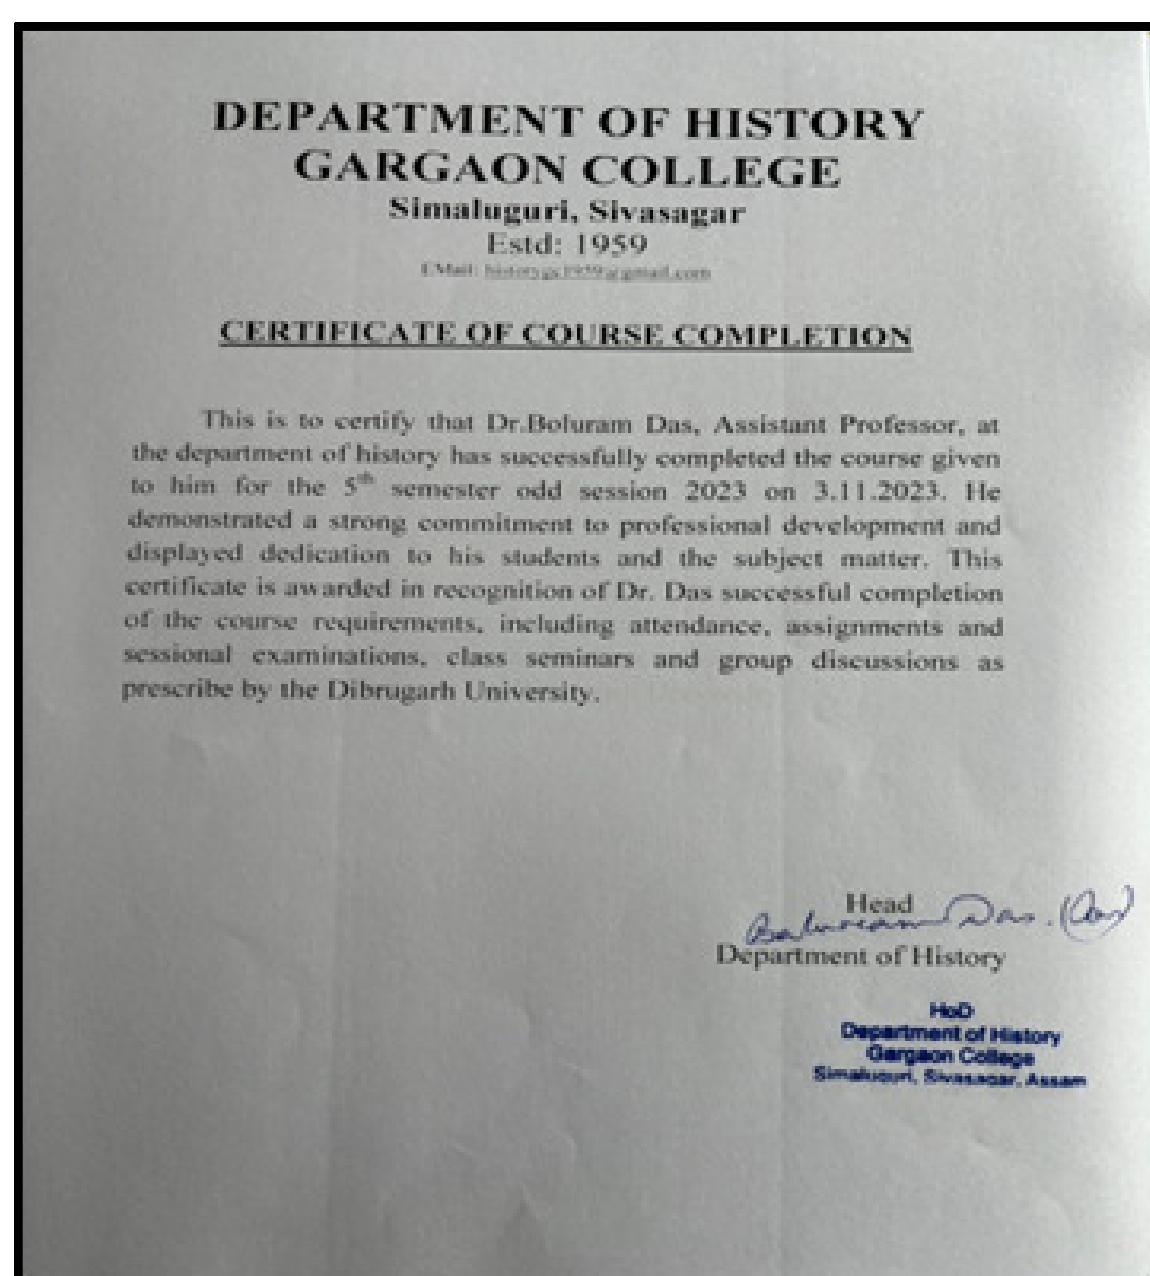 DEPARTMENT OF HISTORY
GARGAON COLLEGE
Simaluguri, Sivasagar
Estd: 1959
EMail: @gmail.com
CERTIFICATE OF COURSE COMPLETION
This is to certify that Dr.Boluram Das, Assistant Professor, at
the department of history has successfully completed the course given
to him for the 5th semester odd session 2023 on 3.11.2023. He
demonstrated a strong commitment to professional development and
displayed dedication to his students and the subject matter. This
certificate is awarded in recognition of Dr. Das successful completion
of the course requirements, including attendance, assignments and
sessional examinations, class seminars and group discussions as
prescribe by the Dibrugarh University.
Head
Boluram Das.
Department of History
HoD
Department of History
Gargaon College
Simaluguri, Sivasagar, Assam